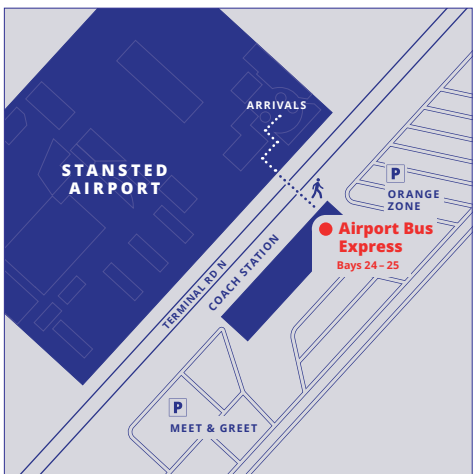 ARRIVALS
STANSTED
AIRPORT
P
ORANGE
ZONE
Airport Bus
Express
Bays 24–25
TERMINAL RD N
COACH STATION
P
MEET & GREET